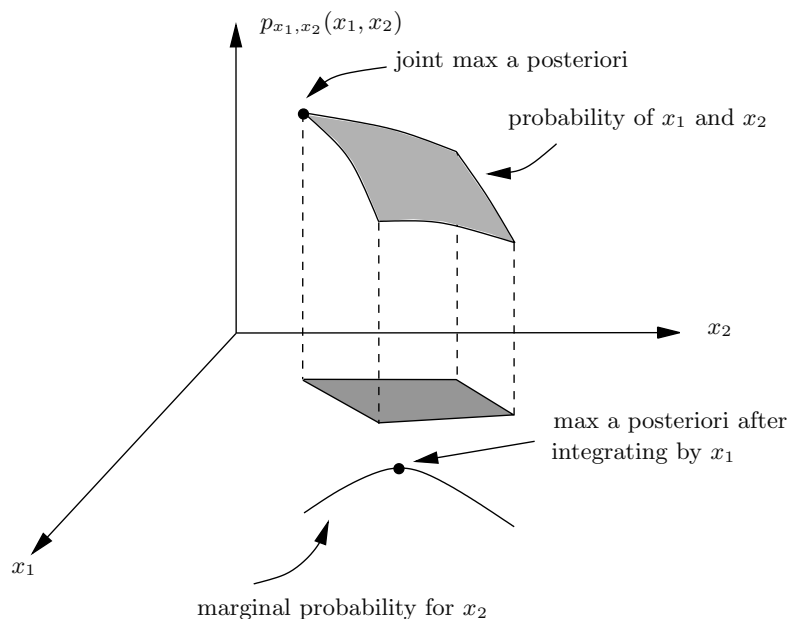 p_{x_1,x_2}(x_1, x_2)
joint max a posteriori
probability of x_1 and x_2
x_2
max a posteriori after
integrating by x_1
x_1
marginal probability for x_2